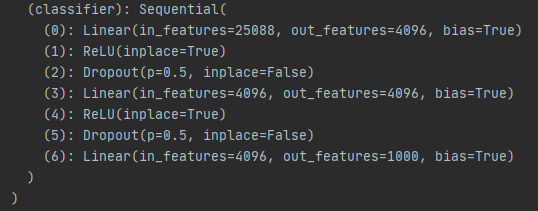 (classifier): Sequential(
(0): Linear(in_features=25088, out_features=4096, bias=True)
(1): ReLU(inplace=True)
(2): Dropout(p=0.5, inplace=False)
(3): Linear(in_features=4096, out_features=4096, bias=True)
(4): ReLU(inplace=True)
(5): Dropout(p=0.5, inplace=False)
(6): Linear(in_features=4096, out_features=1000, bias=True)
)
)